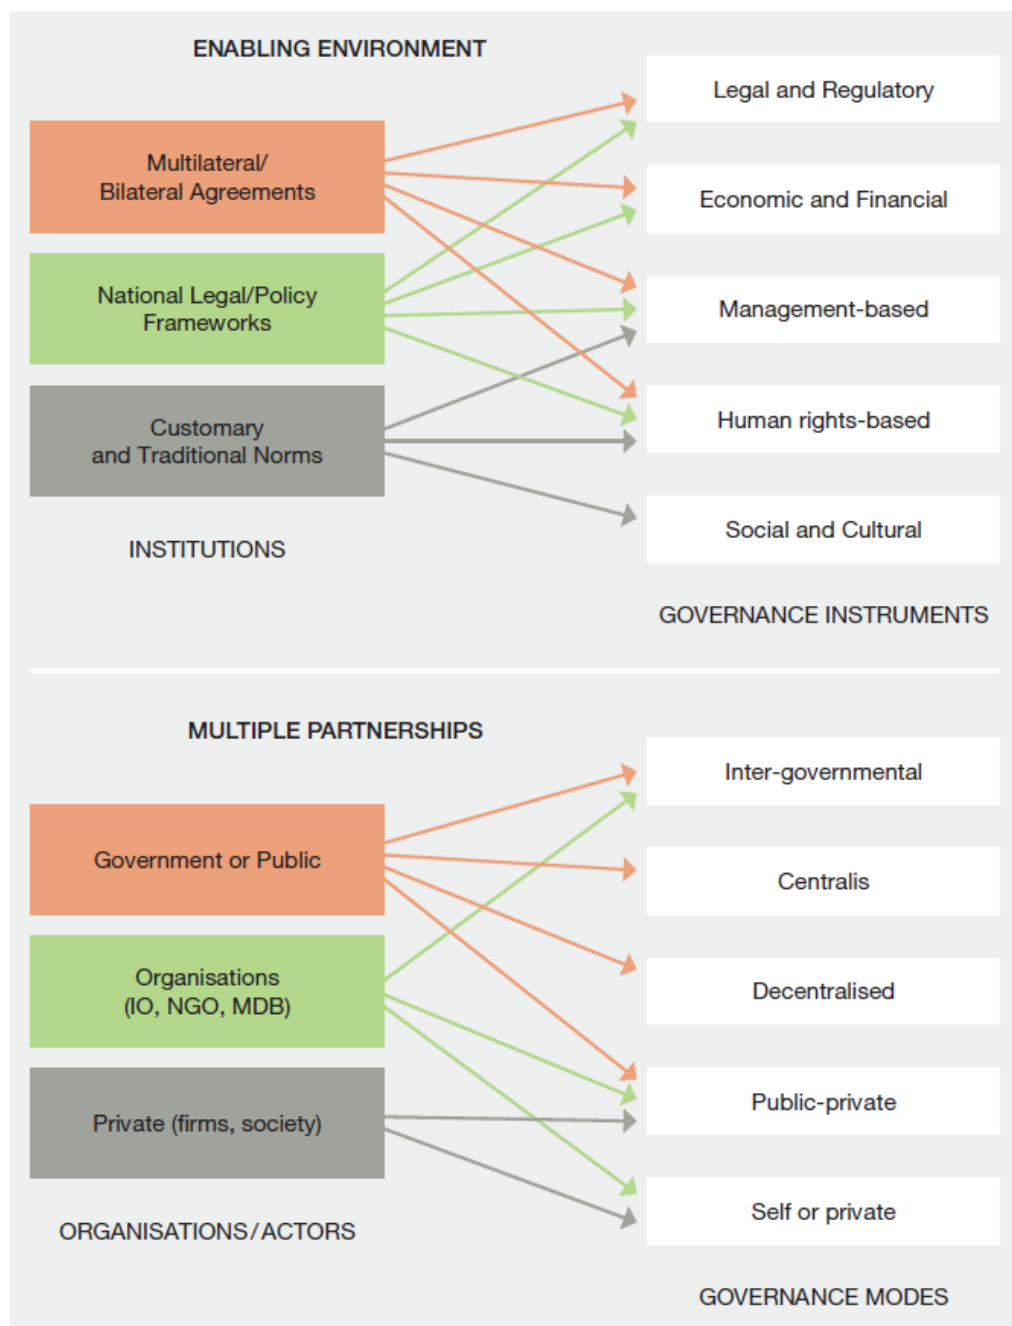 ENABLING ENVIRONMENT
Multilateral/
Bilateral Agreements
National Legal/Policy
Frameworks
Customary
and Traditional Norms
INSTITUTIONS
Legal and Regulatory
Economic and Financial
Management-based
Human rights-based
Social and Cultural
GOVERNANCE INSTRUMENTS
MULTIPLE PARTNERSHIPS
Government or Public
Organisations
(IO, NGO, MDB)
Private (firms, society)
ORGANISATIONS/ACTORS
Inter-governmental
Centralis
Decentralised
Public-private
Self or private
GOVERNANCE MODES